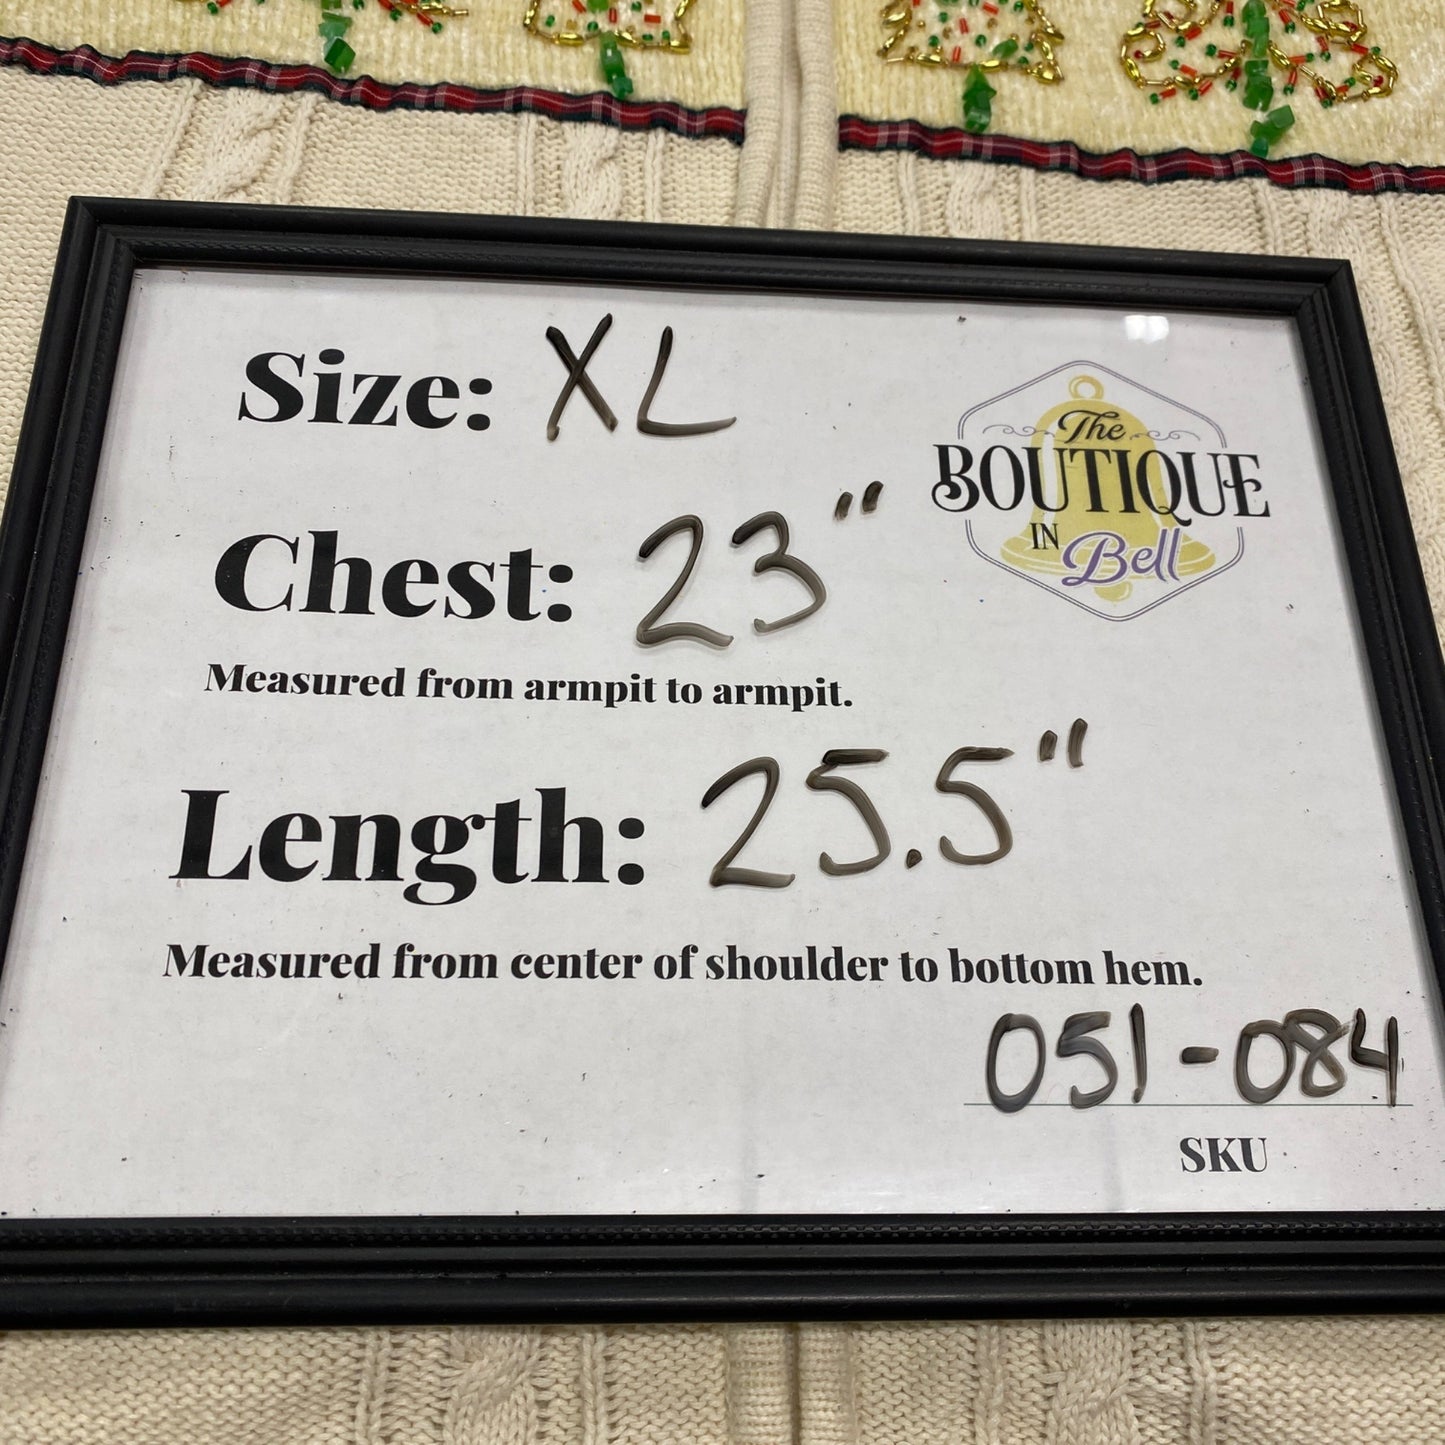 Size: XL
The
BOUTIQUE
IN
Bell
Chest: 23"
Measured from armpit to armpit.
Length: 25.5"
Measured from center of shoulder to bottom hem.
051-084
SKU